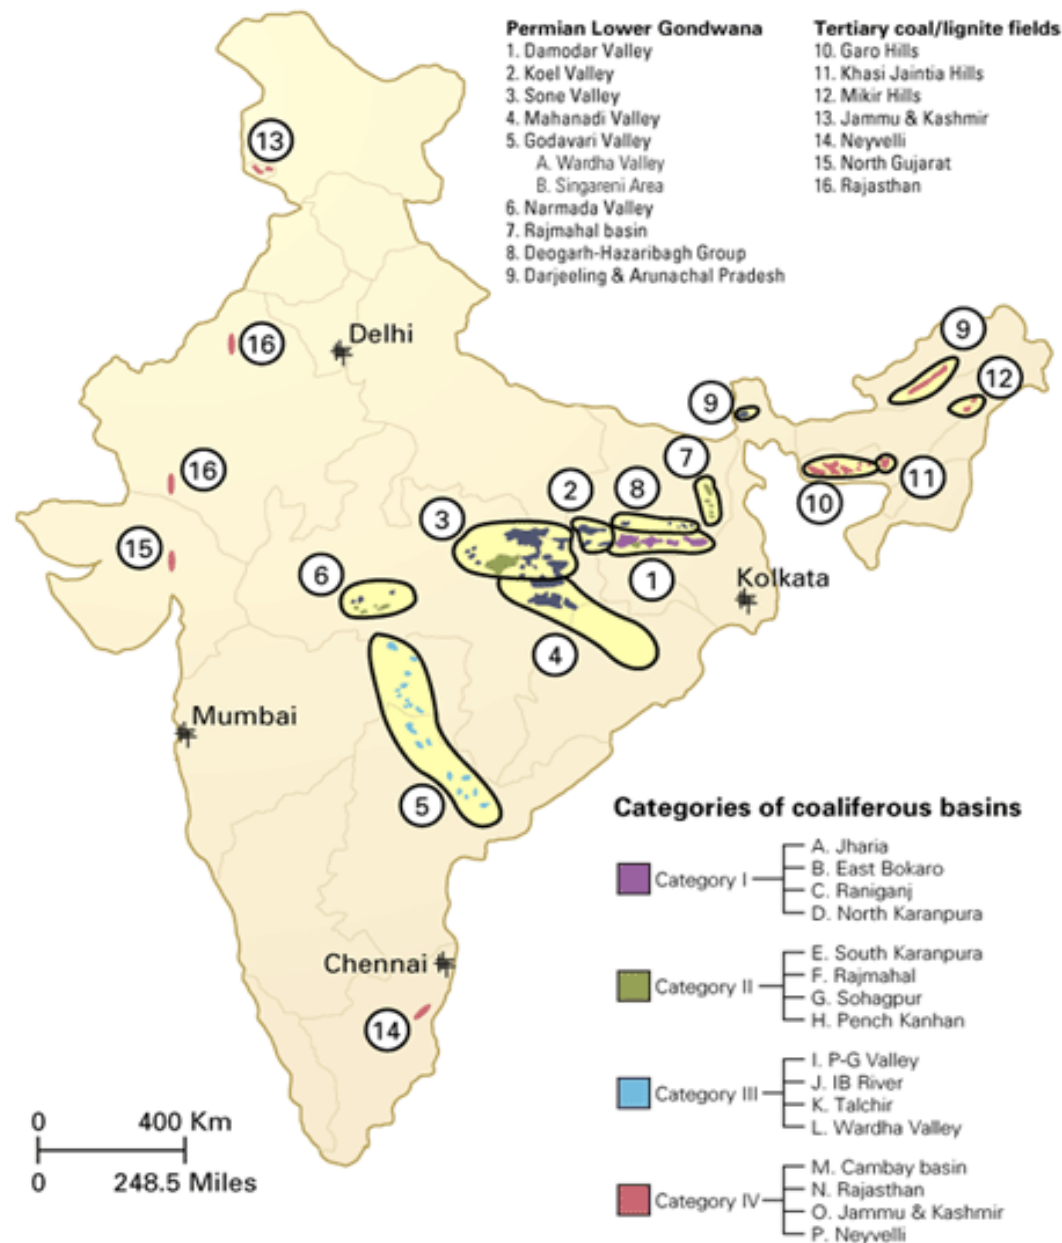 Permian Lower Gondwana
1. Damodar Valley
2. Koel Valley
3. Sone Valley
4. Mahanadi Valley
5. Godavari Valley
A. Wardha Valley
B. Singareni Area
6. Narmada Valley
7. Rajmahal basin
8. Deogarh-Hazaribagh Group
9. Darjeeling & Arunachal Pradesh
Tertiary coal/lignite fields
10. Garo Hills
11. Khasi Jaintia Hills
12. Mikir Hills
13. Jammu & Kashmir
14. Neyvelli
15. North Gujarat
16. Rajasthan
13
16
Delhi
9
12
9
16
7
11
10
2
8
3
15
6
1
Kolkata
4
Mumbai
5
Chennai
14
Categories of coaliferous basins
Category I
A. Jharia
B. East Bokaro
C. Raniganj
D. North Karanpura
Category II
E. South Karanpura
F. Rajmahal
G. Sohagpur
H. Pench Kanhan
Category III
I. P-G Valley
J. IB River
K. Talchir
L. Wardha Valley
Category IV
M. Cambay basin
N. Rajasthan
O. Jammu & Kashmir
P. Neyvelli
0 400 Km
0 248.5 Miles